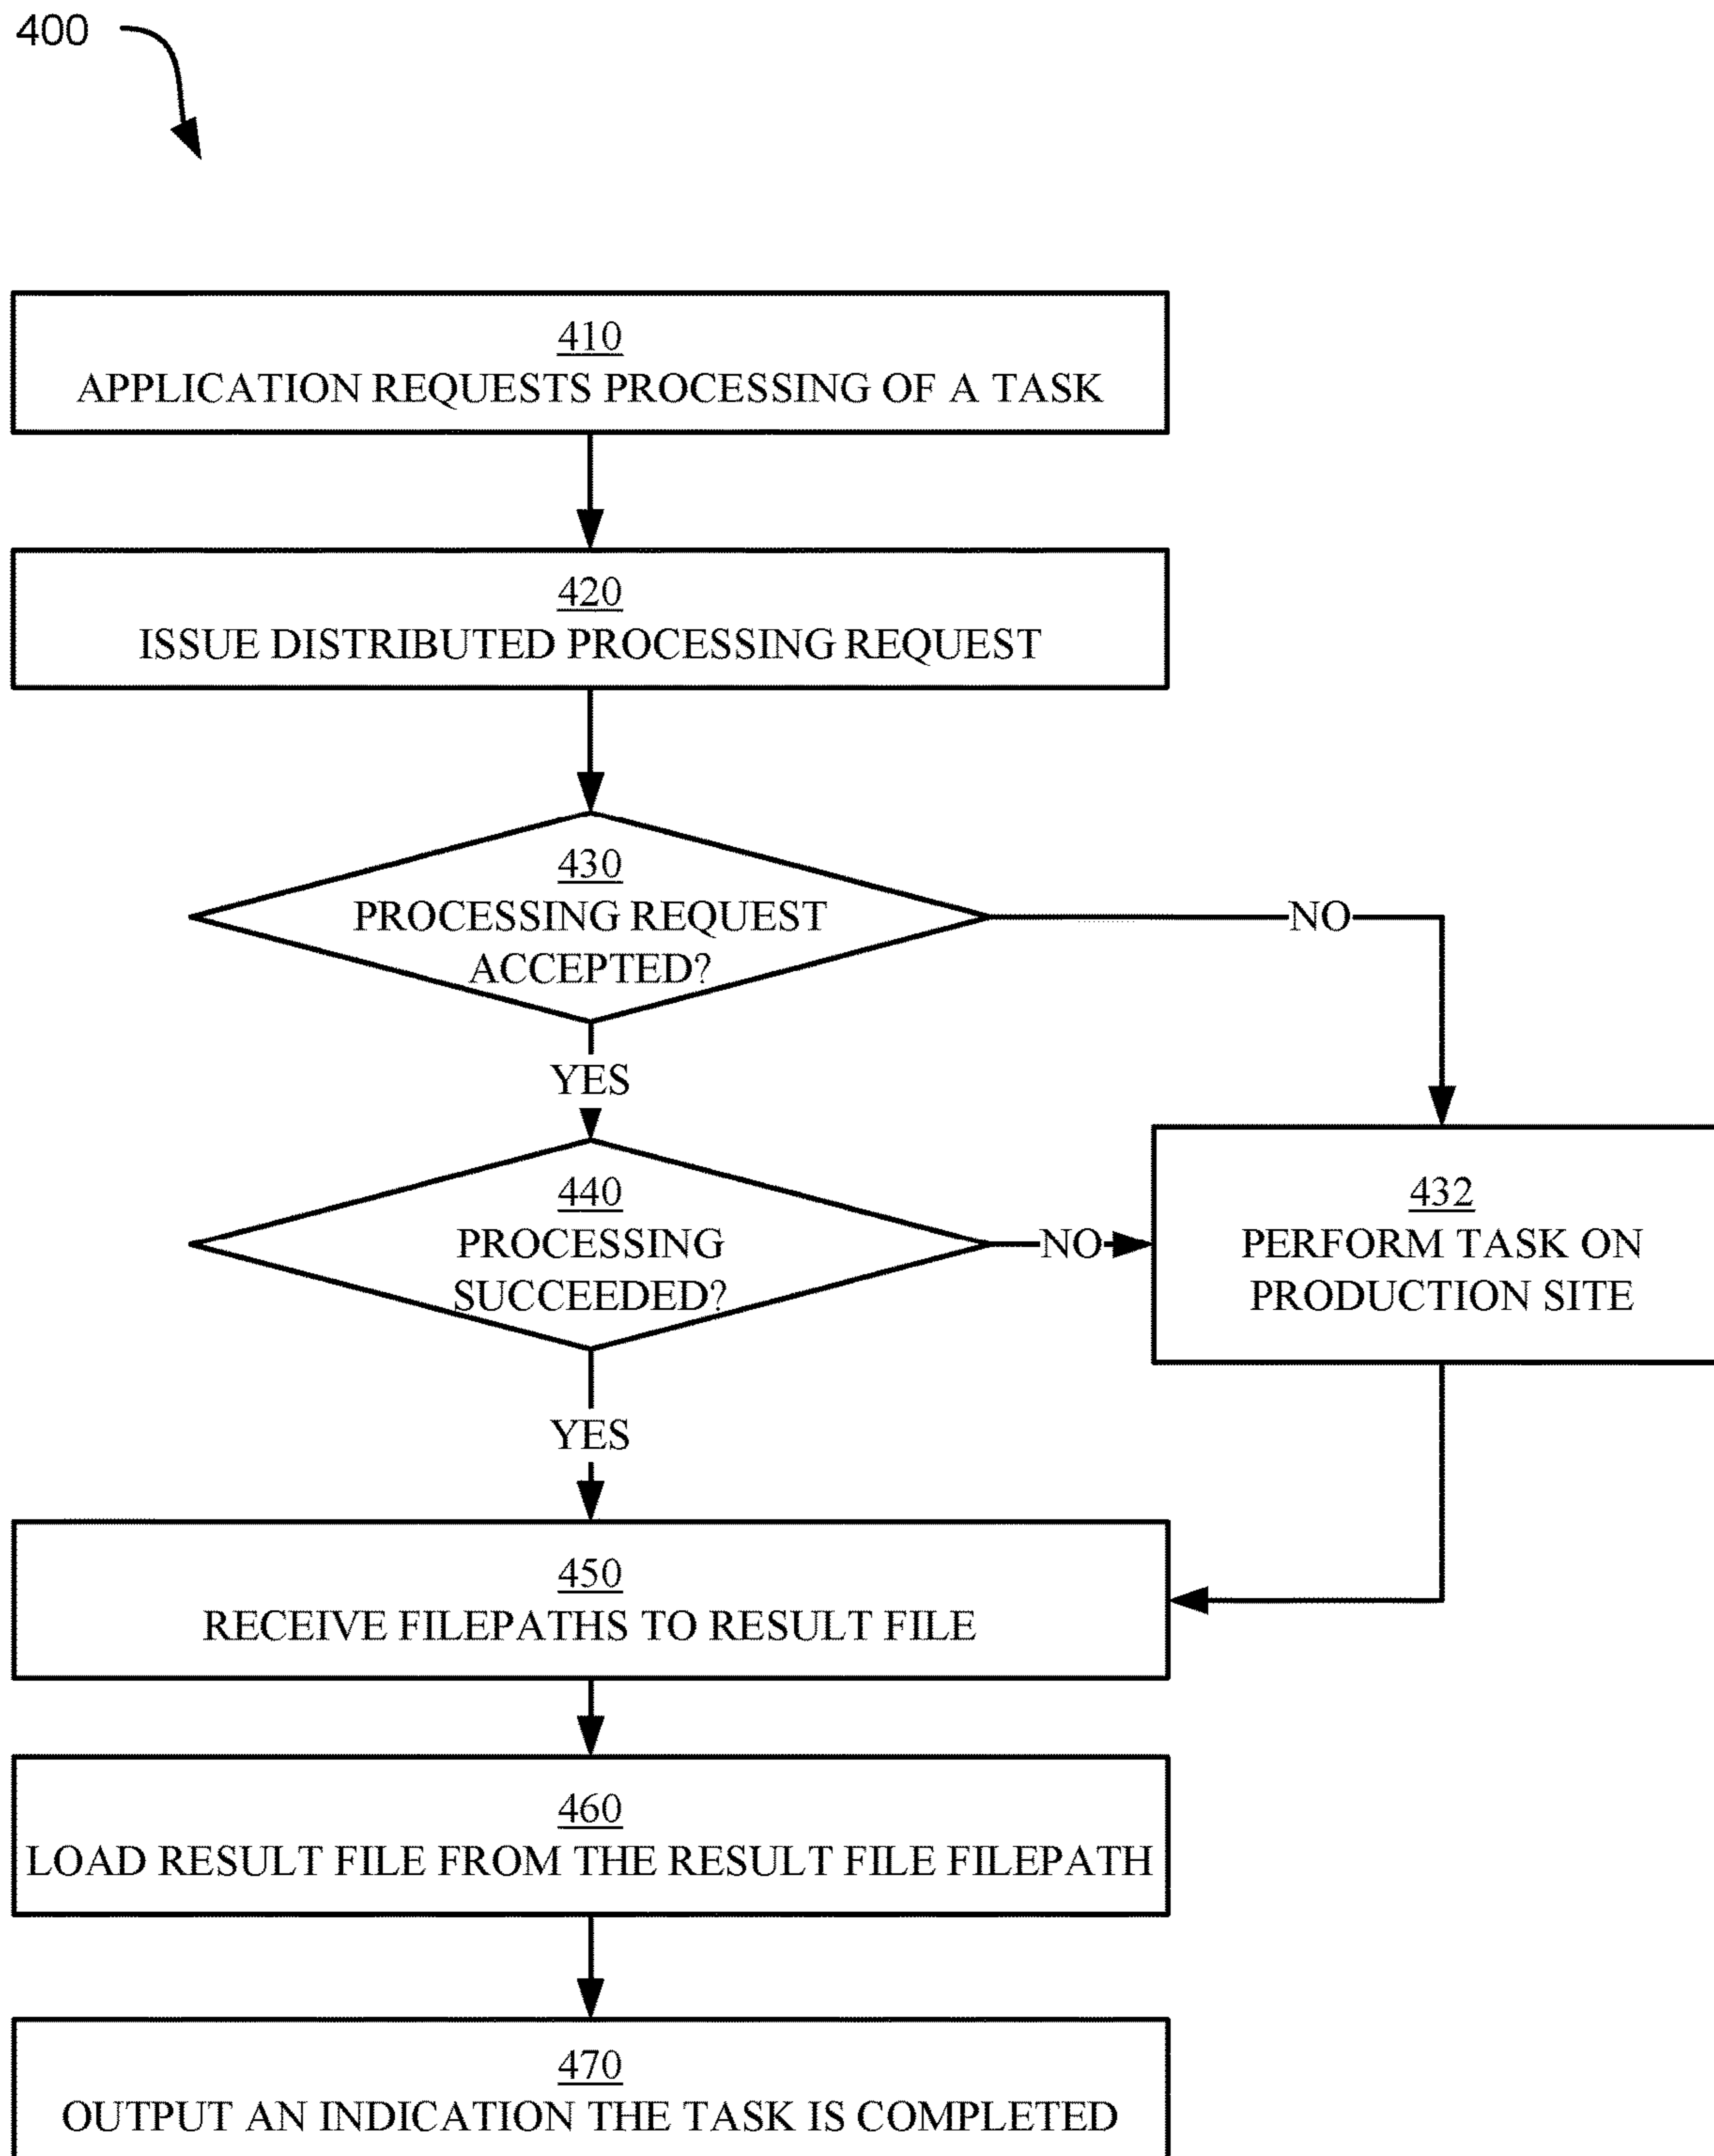 400
410
APPLICATION REQUESTS PROCESSING OF A TASK
420
ISSUE DISTRIBUTED PROCESSING REQUEST
430
PROCESSING REQUEST
ACCEPTED?
NO
YES
440
PROCESSING
SUCCEEDED?
NO
432
PERFORM TASK ON
PRODUCTION SITE
YES
450
RECEIVE FILEPATHS TO RESULT FILE
460
LOAD RESULT FILE FROM THE RESULT FILE FILEPATH
470
OUTPUT AN INDICATION THE TASK IS COMPLETED